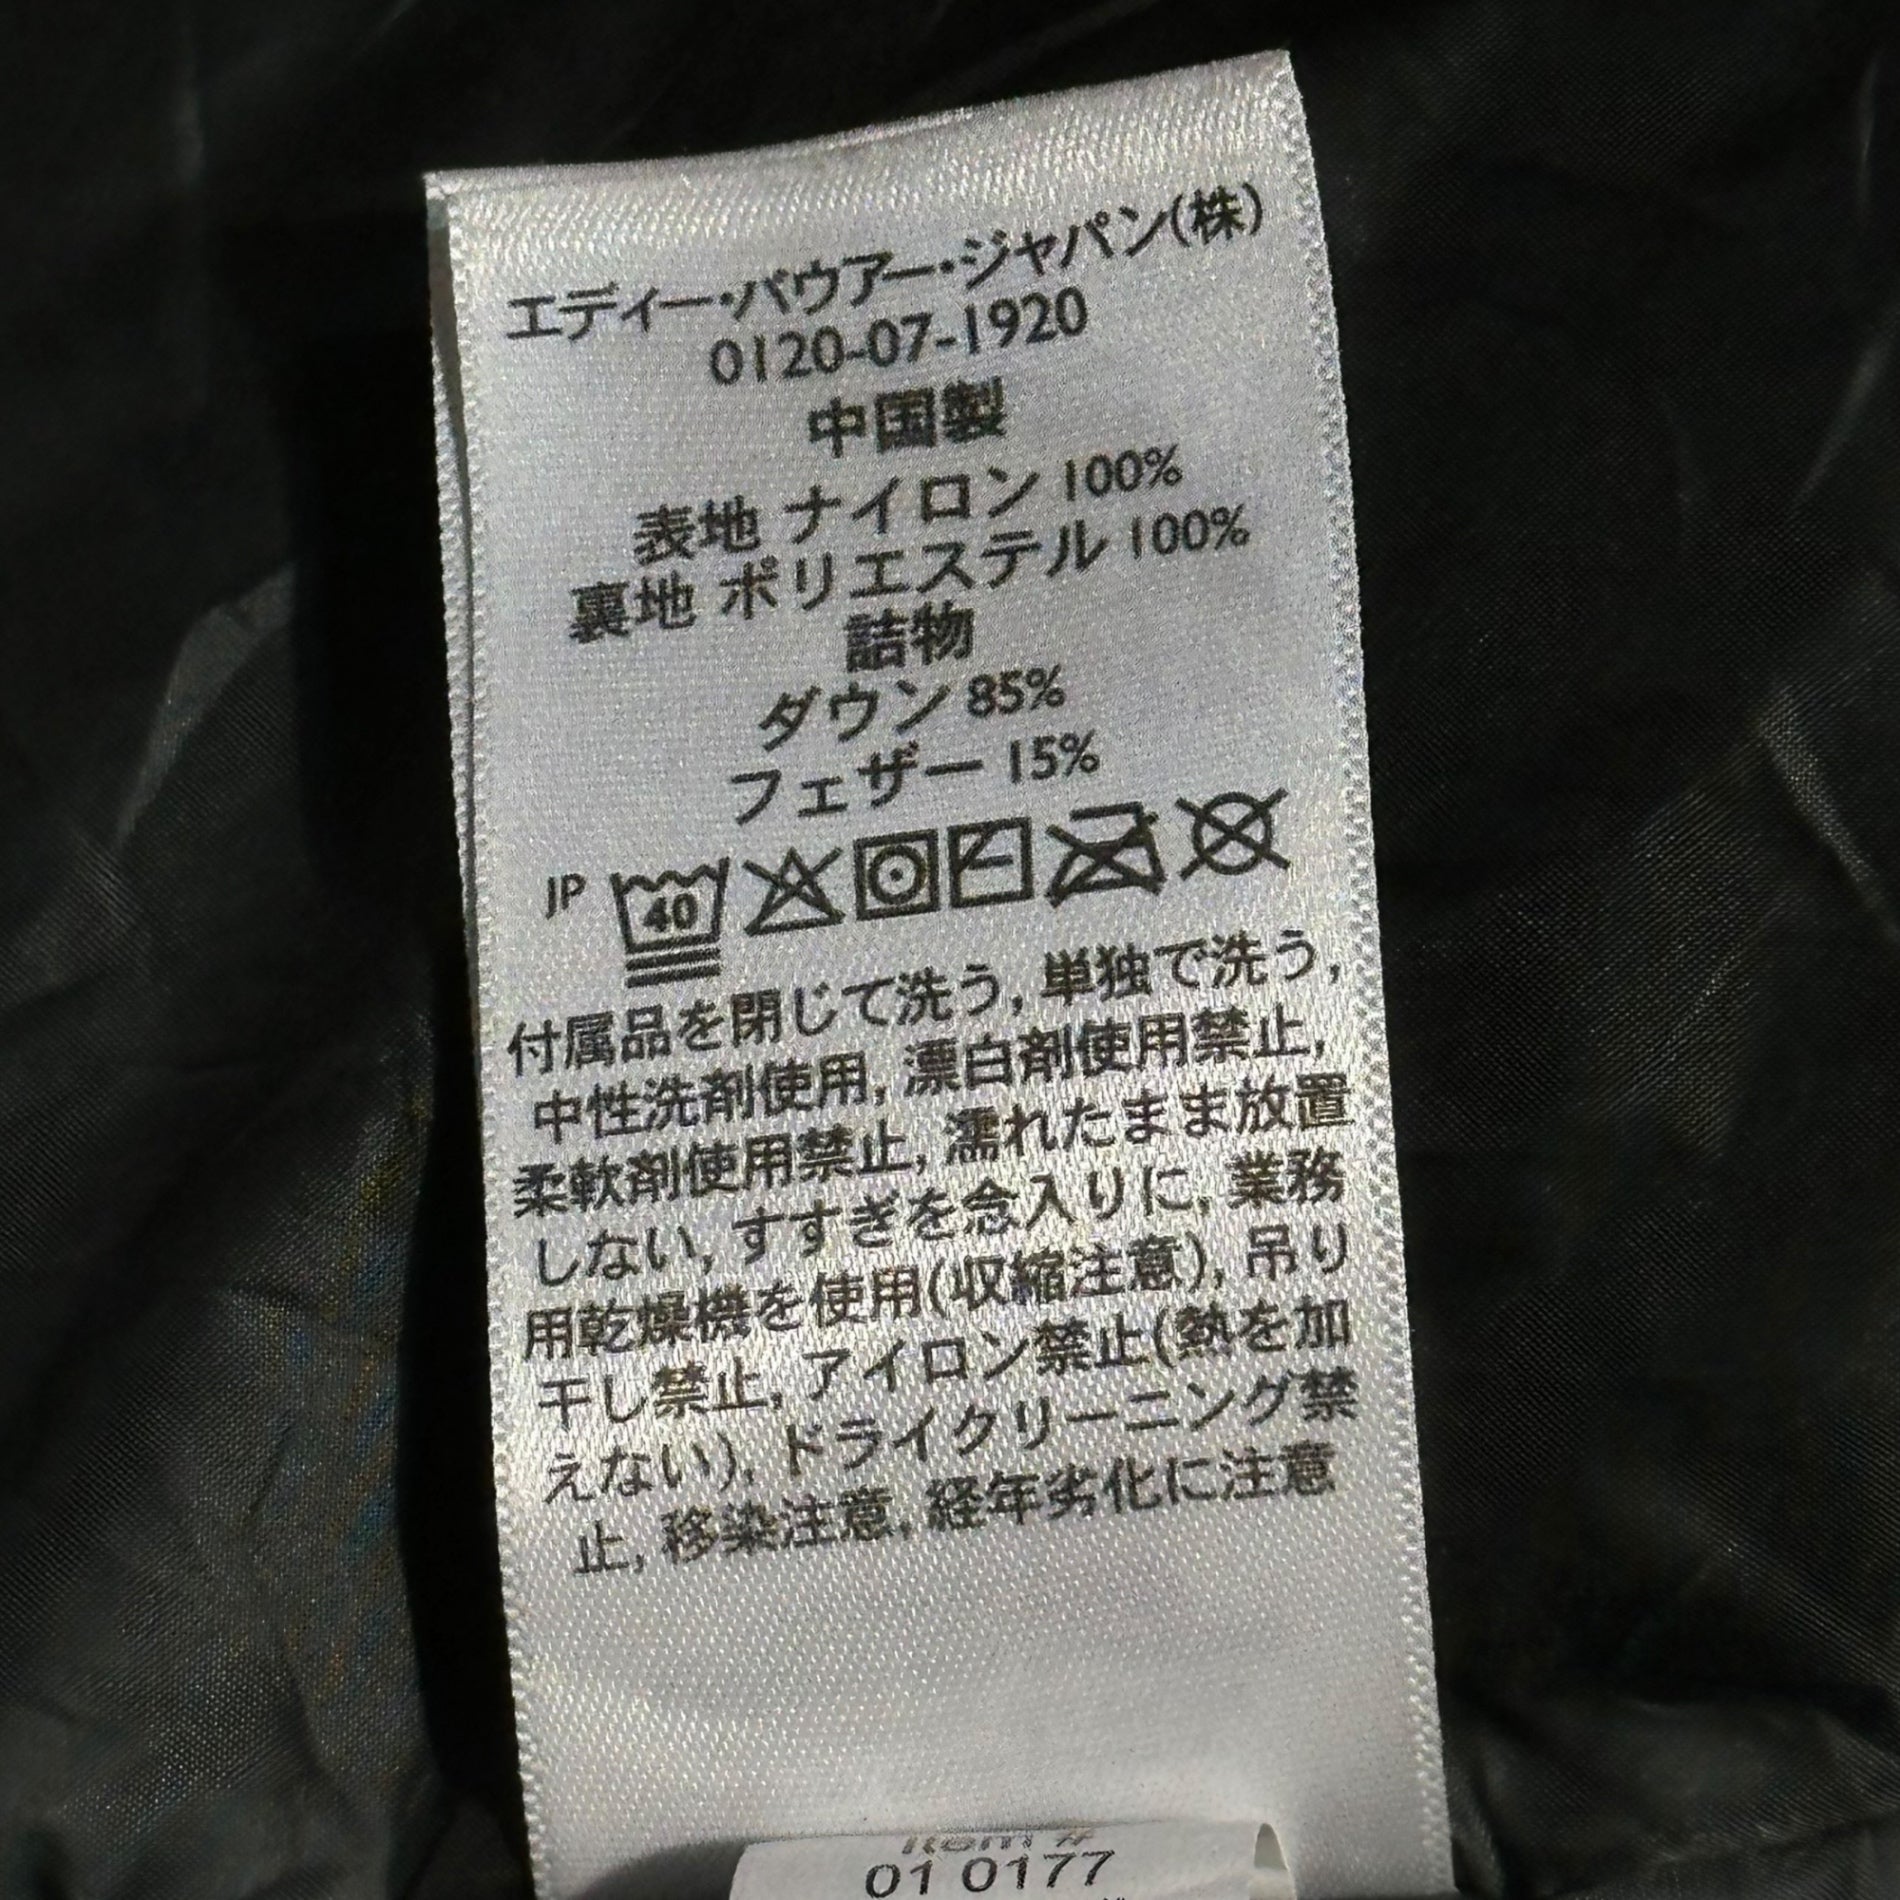 エディー・バウアー・ジャパン(株)
0120-07-1920
中国製
表地 ナイロン 100%
裏地 ポリエステル 100%
詰物
ダウン 85%
フェザー 15%
JP 40
付属品を閉じて洗う, 単独で洗う,
中性洗剤使用, 漂白剤使用禁止,
柔軟剤使用禁止, 濡れたまま放置
しない, すすぎを念入りに, 業務
用乾燥機を使用(収縮注意), 吊り
干し禁止, アイロン禁止(熱を加
えない), ドライクリーニング禁
止, 移染注意, 経年劣化に注意
Item #
01 0177